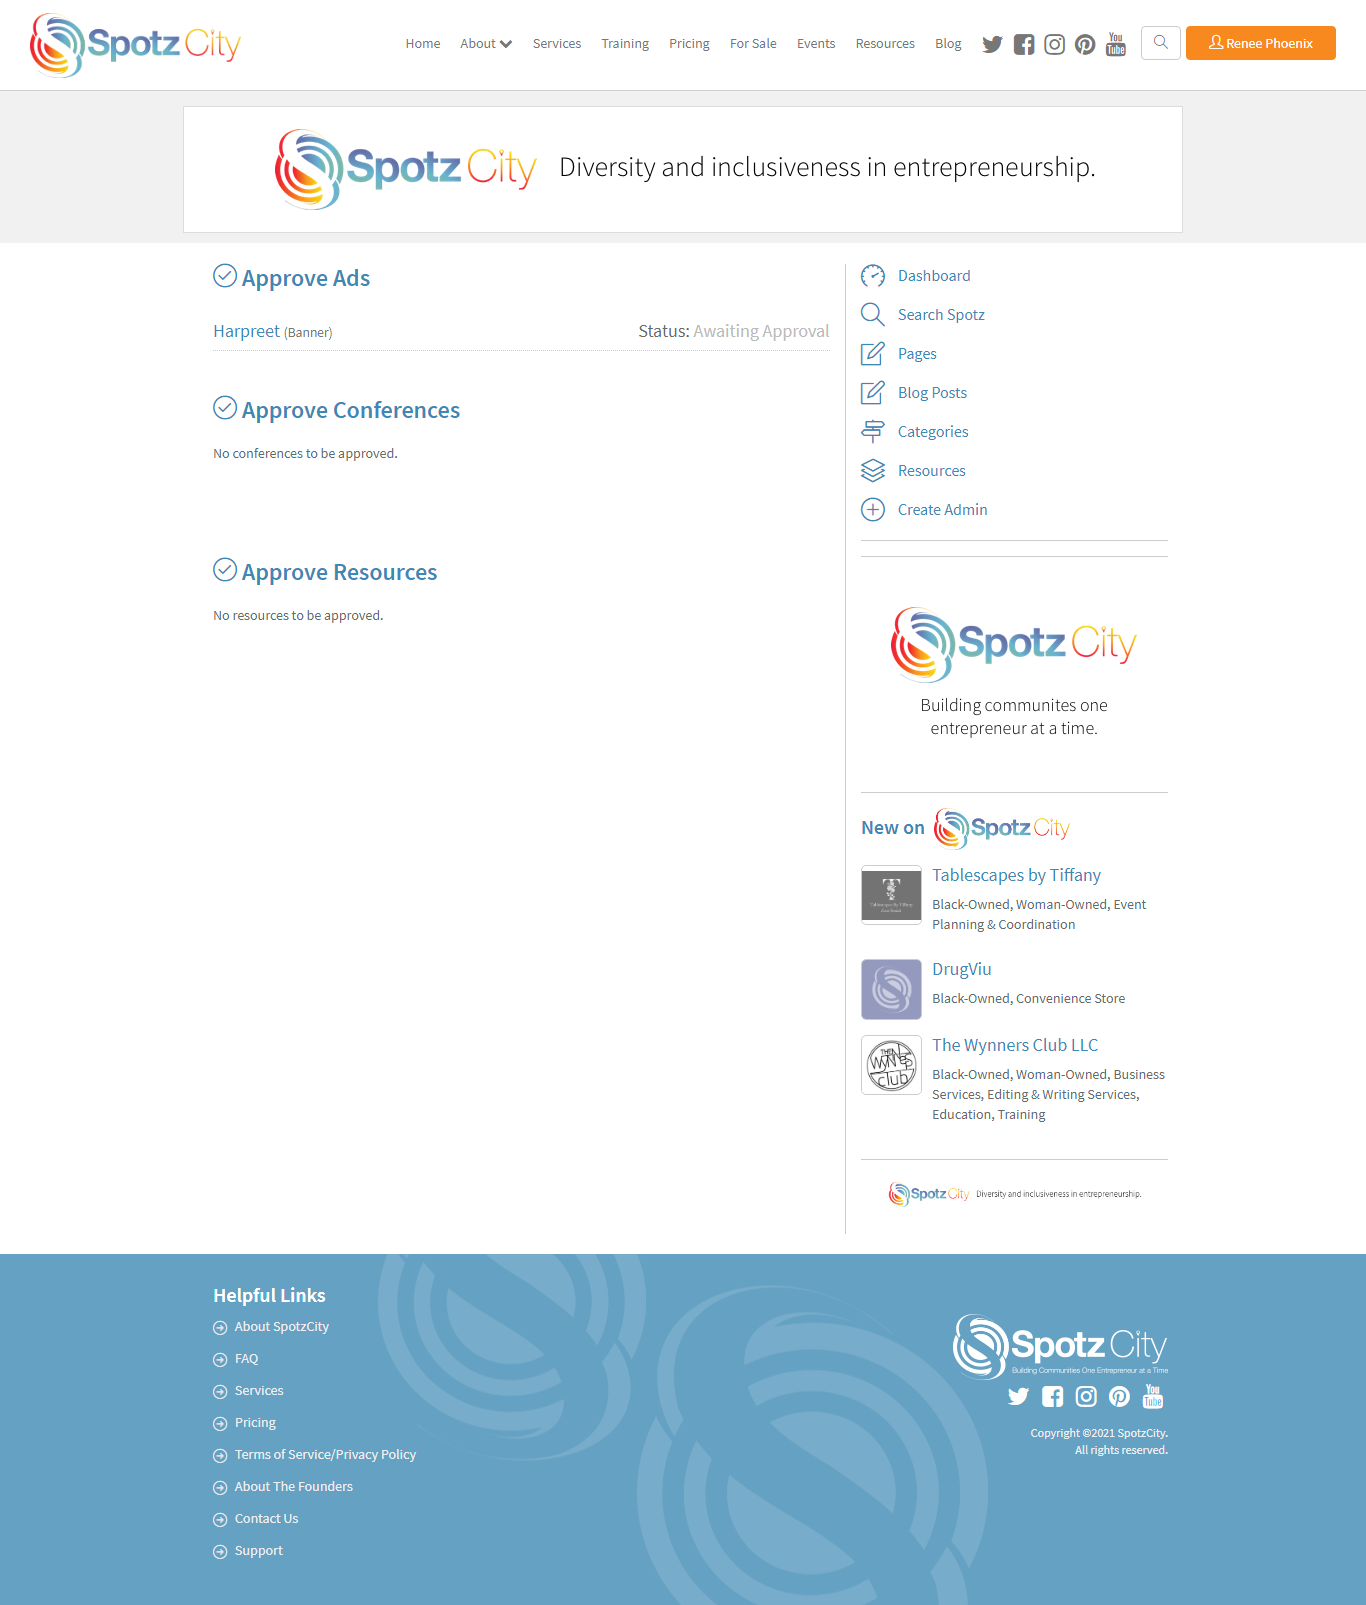 Spotz City
Home About Services Training Pricing For Sale Events Resources Blog
You
Tube
Renee Phoenix
Spotz City Diversity and inclusiveness in entrepreneurship.
Approve Ads
Harpreet (Banner) Status: Awaiting Approval
Approve Conferences
No conferences to be approved.
Approve Resources
No resources to be approved.
Dashboard
Search Spotz
Pages
Blog Posts
Categories
Resources
Create Admin
Spotz City
Building communites one
entrepreneur at a time.
New on Spotz City
Tablescapes by Tiffany
Black-Owned, Woman-Owned, Event
Planning & Coordination
DrugViu
Black-Owned, Convenience Store
THE
WYNNERS
club
The Wynners Club LLC
Black-Owned, Woman-Owned, Business
Services, Editing & Writing Services,
Education, Training
Spotz City Diversity and inclusiveness in entrepreneurship.
Helpful Links
About SpotzCity
FAQ
Services
Pricing
Terms of Service/Privacy Policy
About The Founders
Contact Us
Support
Spotz City
Building Communities One Entrepreneur at a Time
You
Tube
Copyright ©2021 SpotzCity.
All rights reserved.